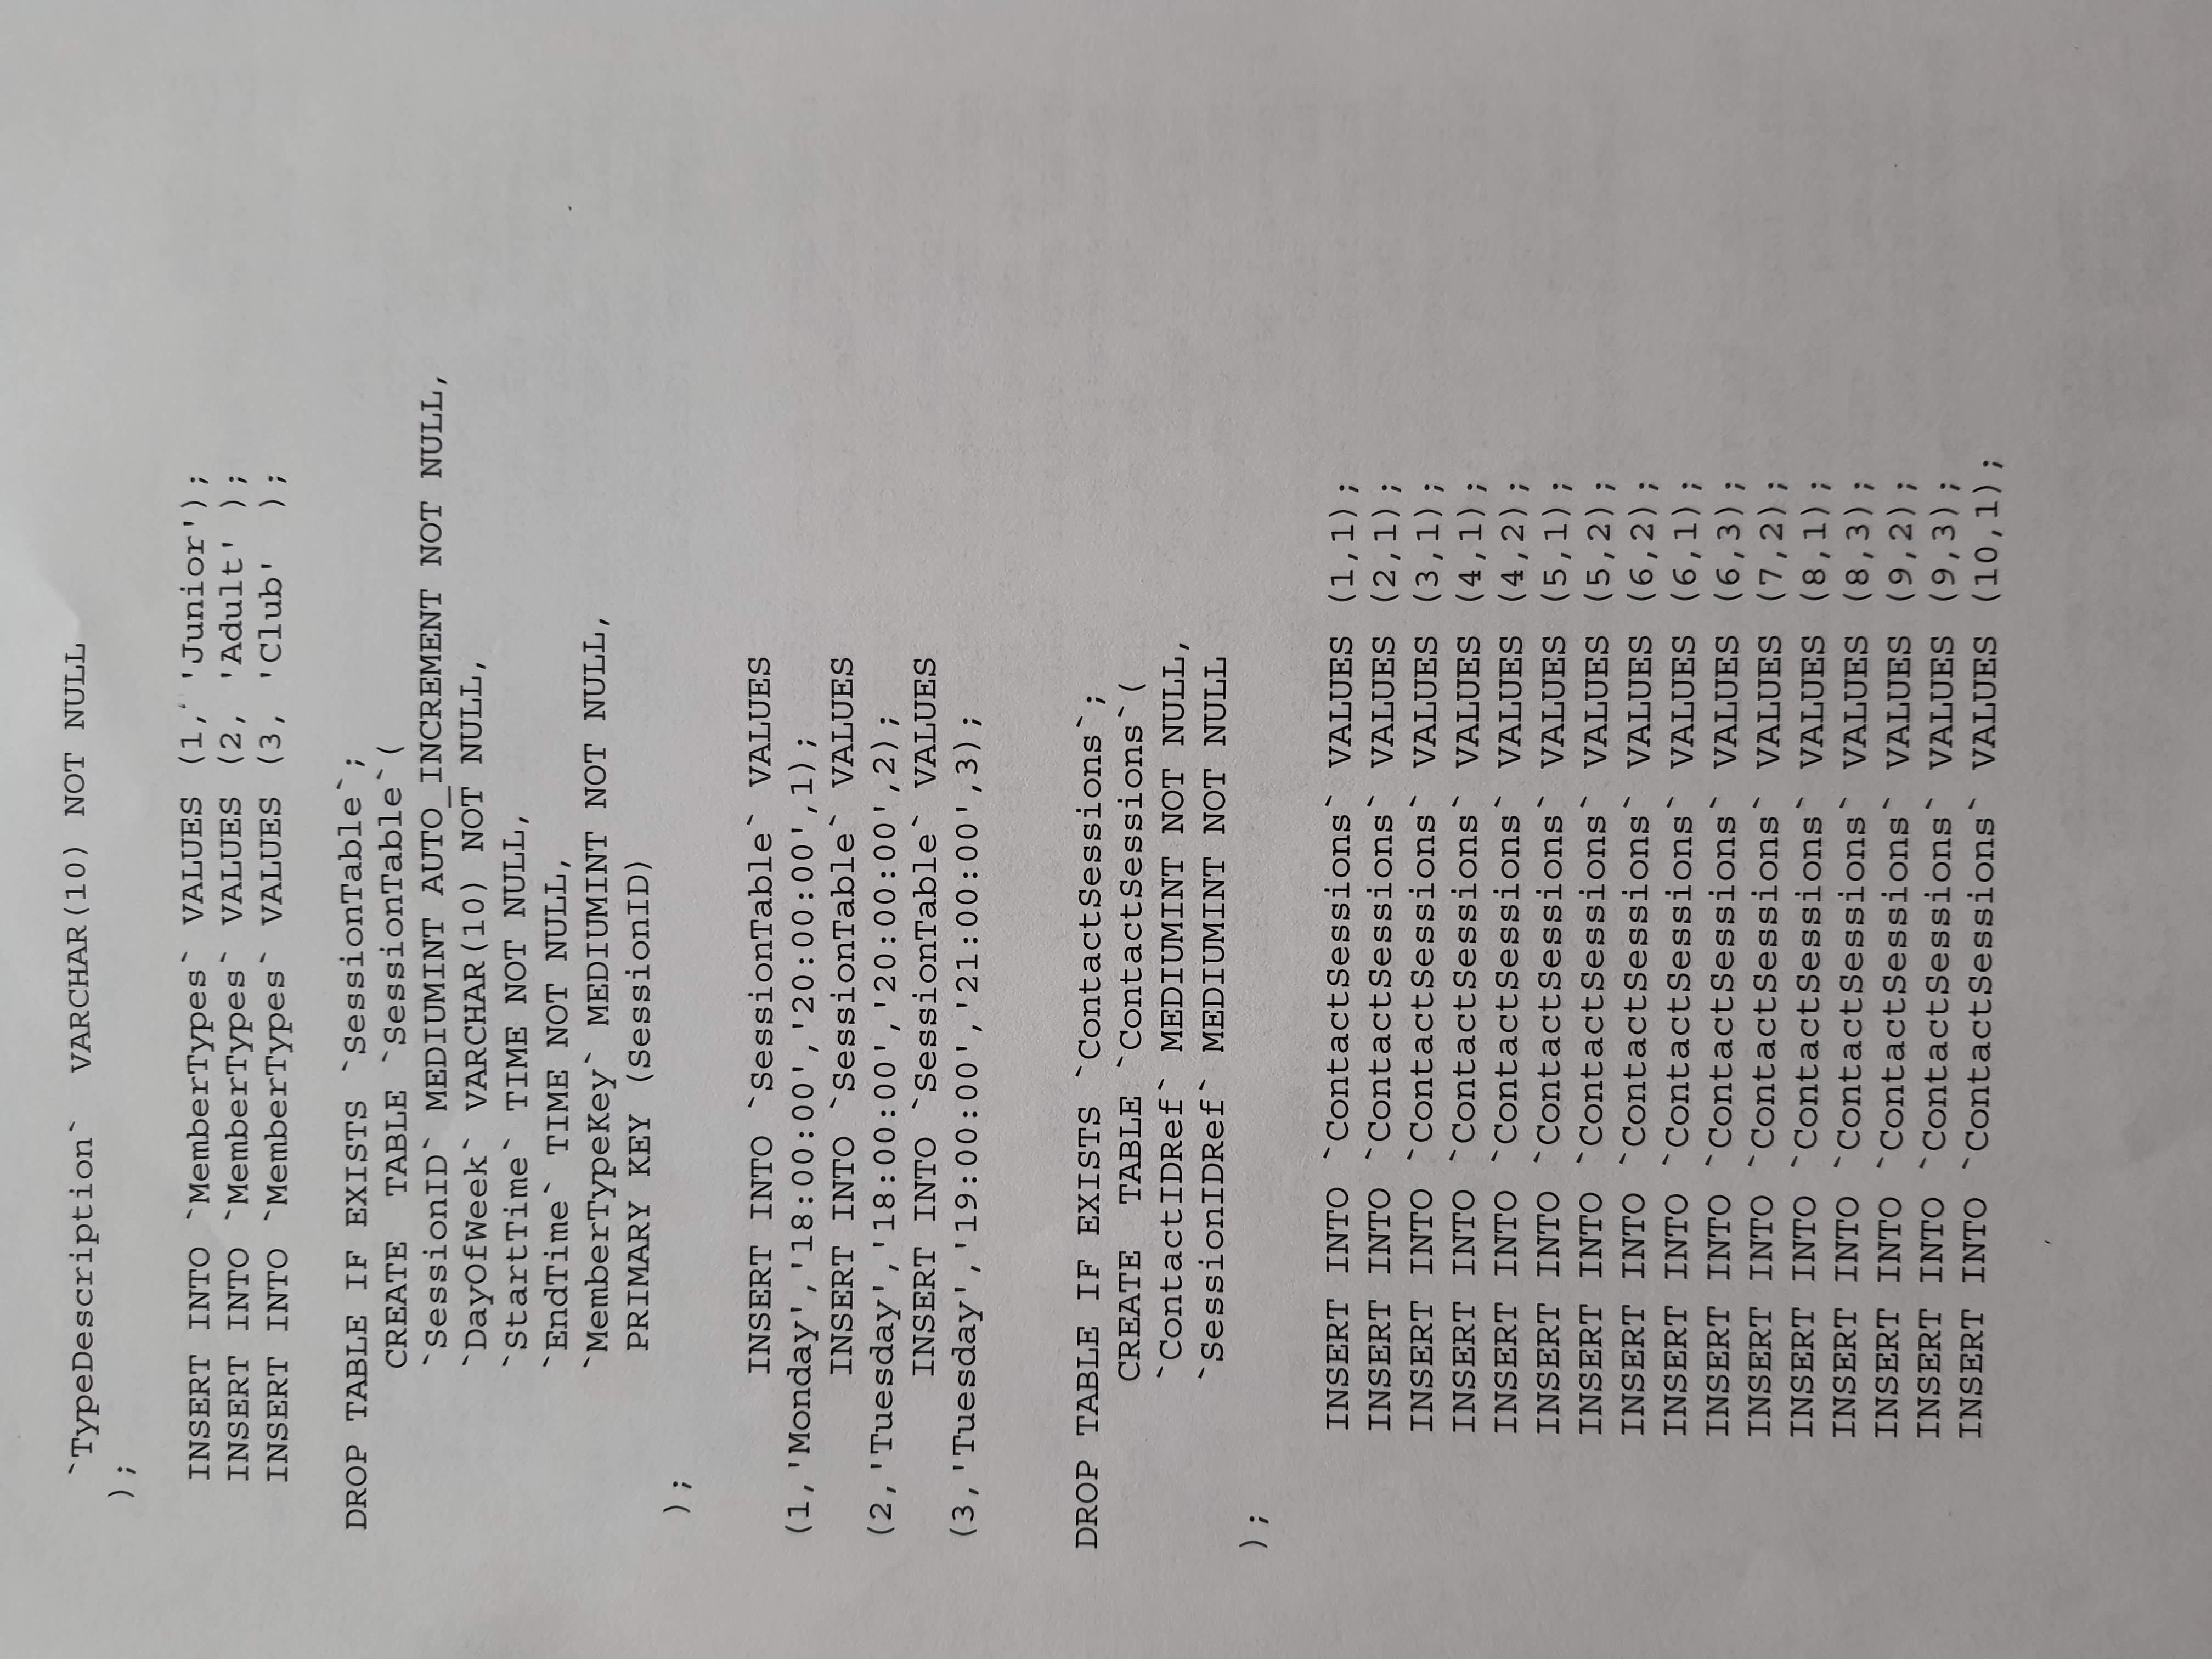 `TypeDescription`  VARCHAR(10) NOT NULL
);
INSERT INTO `MemberTypes` VALUES (1, 'Junior');
INSERT INTO `MemberTypes` VALUES (2, 'Adult' );
INSERT INTO `MemberTypes` VALUES (3, 'Club'  );
DROP TABLE IF EXISTS `SessionTable`;
CREATE  TABLE `SessionTable`(
`SessionID` MEDIUMINT AUTO_INCREMENT NOT NULL,
`DayOfWeek` VARCHAR(10) NOT NULL,
`StartTime` TIME NOT NULL,
`EndTime` TIME NOT NULL,
`MemberTypeKey` MEDIUMINT NOT NULL,
PRIMARY KEY (SessionID)
);
INSERT INTO `SessionTable` VALUES
(1,'Monday','18:00:00','20:00:00',1);
INSERT INTO `SessionTable` VALUES
(2,'Tuesday','18:00:00','20:00:00',2);
INSERT INTO `SessionTable` VALUES
(3,'Tuesday','19:00:00','21:00:00',3);
DROP TABLE IF EXISTS `ContactSessions`;
CREATE  TABLE `ContactSessions`(
`ContactIDRef` MEDIUMINT NOT NULL,
`SessionIDRef` MEDIUMINT NOT NULL
);
INSERT INTO `ContactSessions` VALUES (1,1);
INSERT INTO `ContactSessions` VALUES (2,1);
INSERT INTO `ContactSessions` VALUES (3,1);
INSERT INTO `ContactSessions` VALUES (4,1);
INSERT INTO `ContactSessions` VALUES (4,2);
INSERT INTO `ContactSessions` VALUES (5,1);
INSERT INTO `ContactSessions` VALUES (5,2);
INSERT INTO `ContactSessions` VALUES (6,2);
INSERT INTO `ContactSessions` VALUES (6,1);
INSERT INTO `ContactSessions` VALUES (6,3);
INSERT INTO `ContactSessions` VALUES (7,2);
INSERT INTO `ContactSessions` VALUES (8,1);
INSERT INTO `ContactSessions` VALUES (8,3);
INSERT INTO `ContactSessions` VALUES (9,2);
INSERT INTO `ContactSessions` VALUES (9,3);
INSERT INTO `ContactSessions` VALUES (10,1);